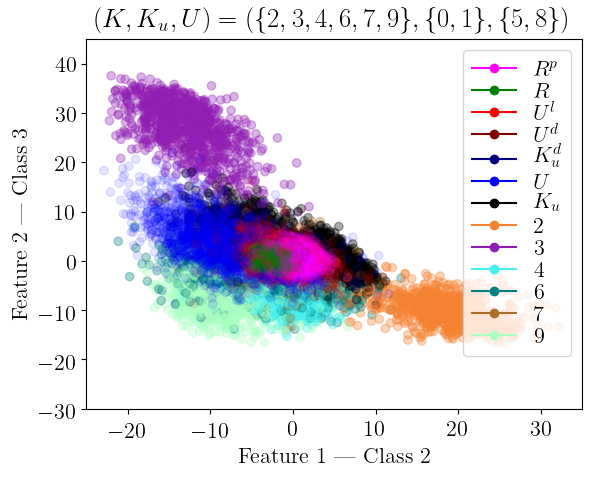 (K, K_u, U) = ({2, 3, 4, 6, 7, 9}, {0, 1}, {5, 8})
40
30
20
10
0
−10
−20
−30
Feature 2 — Class 3
R^p
R
U^l
U^d
K_u^d
U
K_u
2
3
4
6
7
9
−20 −10 0 10 20 30
Feature 1 — Class 2